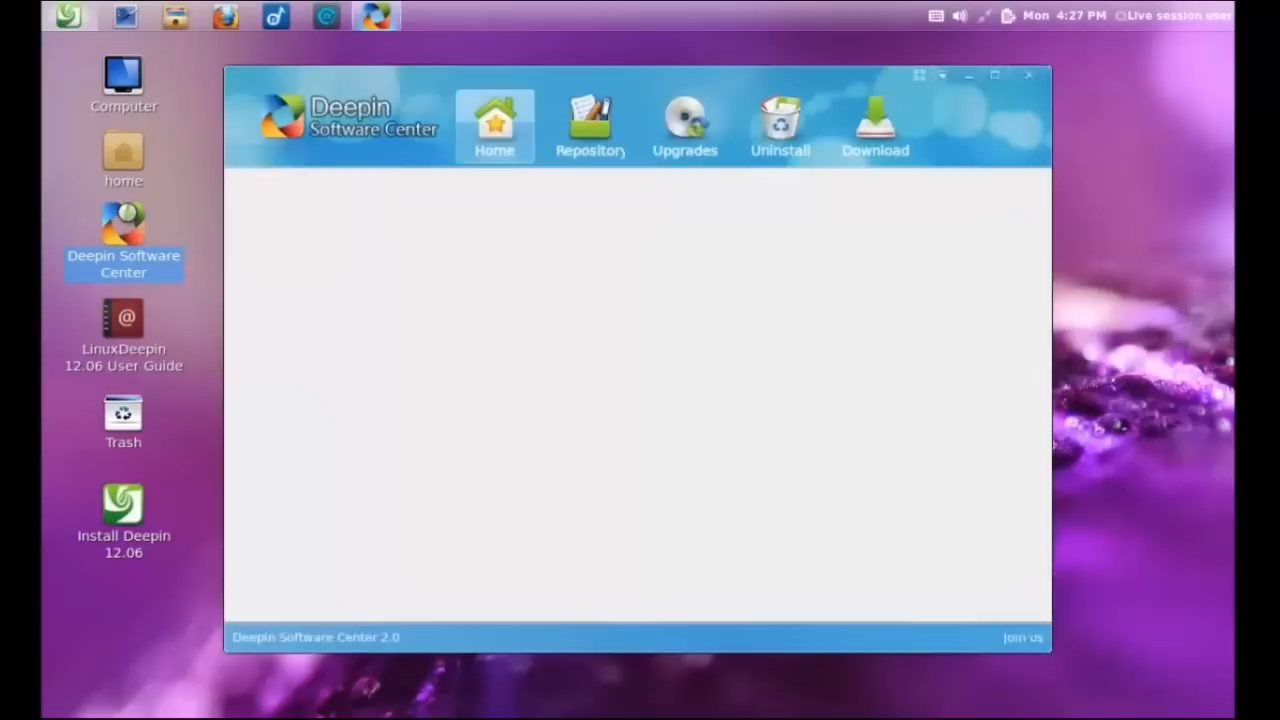 Mon 4:27 PM Live session user
Computer
home
Deepin Software
Center
LinuxDeepin
12.06 User Guide
Trash
Install Deepin
12.06
Deepin
Software Center
Home Repository Upgrades Uninstall Download
Deepin Software Center 2.0
Join us